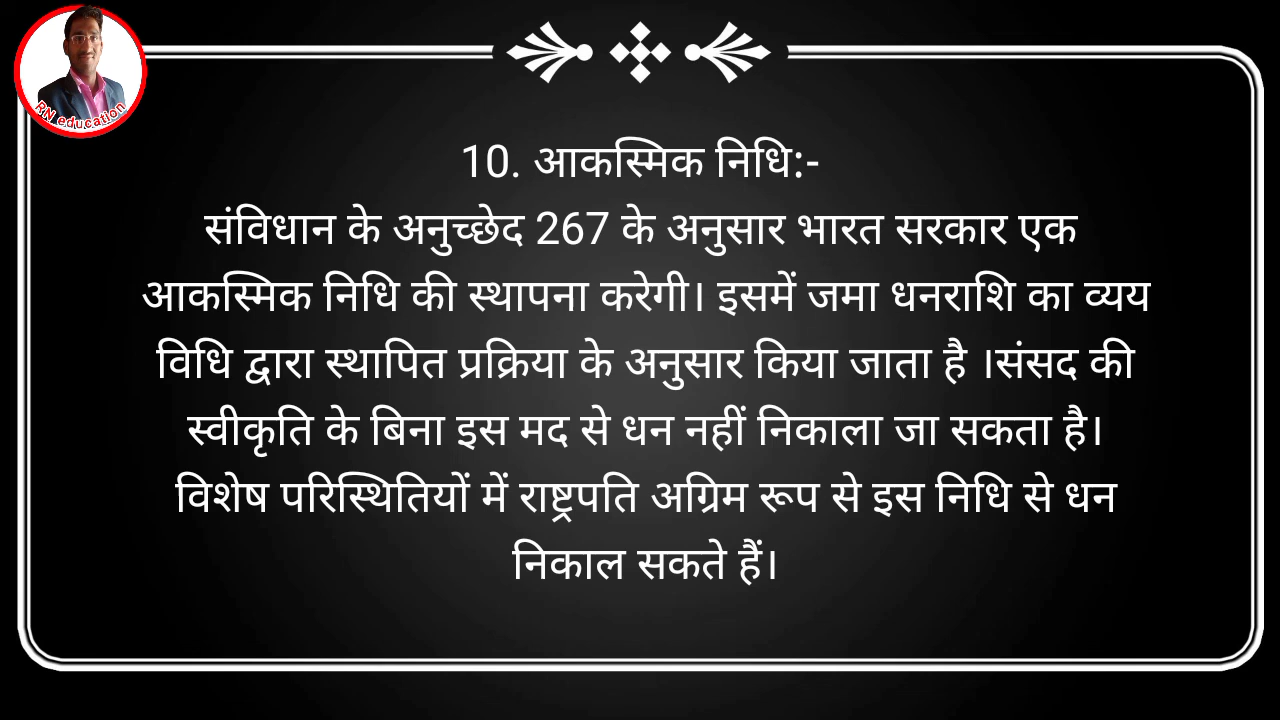 RN education
10. आकस्मिक निधि:-
संविधान के अनुच्छेद 267 के अनुसार भारत सरकार एक
आकस्मिक निधि की स्थापना करेगी। इसमें जमा धनराशि का व्यय
विधि द्वारा स्थापित प्रक्रिया के अनुसार किया जाता है ।संसद की
स्वीकृति के बिना इस मद से धन नहीं निकाला जा सकता है।
विशेष परिस्थितियों में राष्ट्रपति अग्रिम रूप से इस निधि से धन
निकाल सकते हैं।